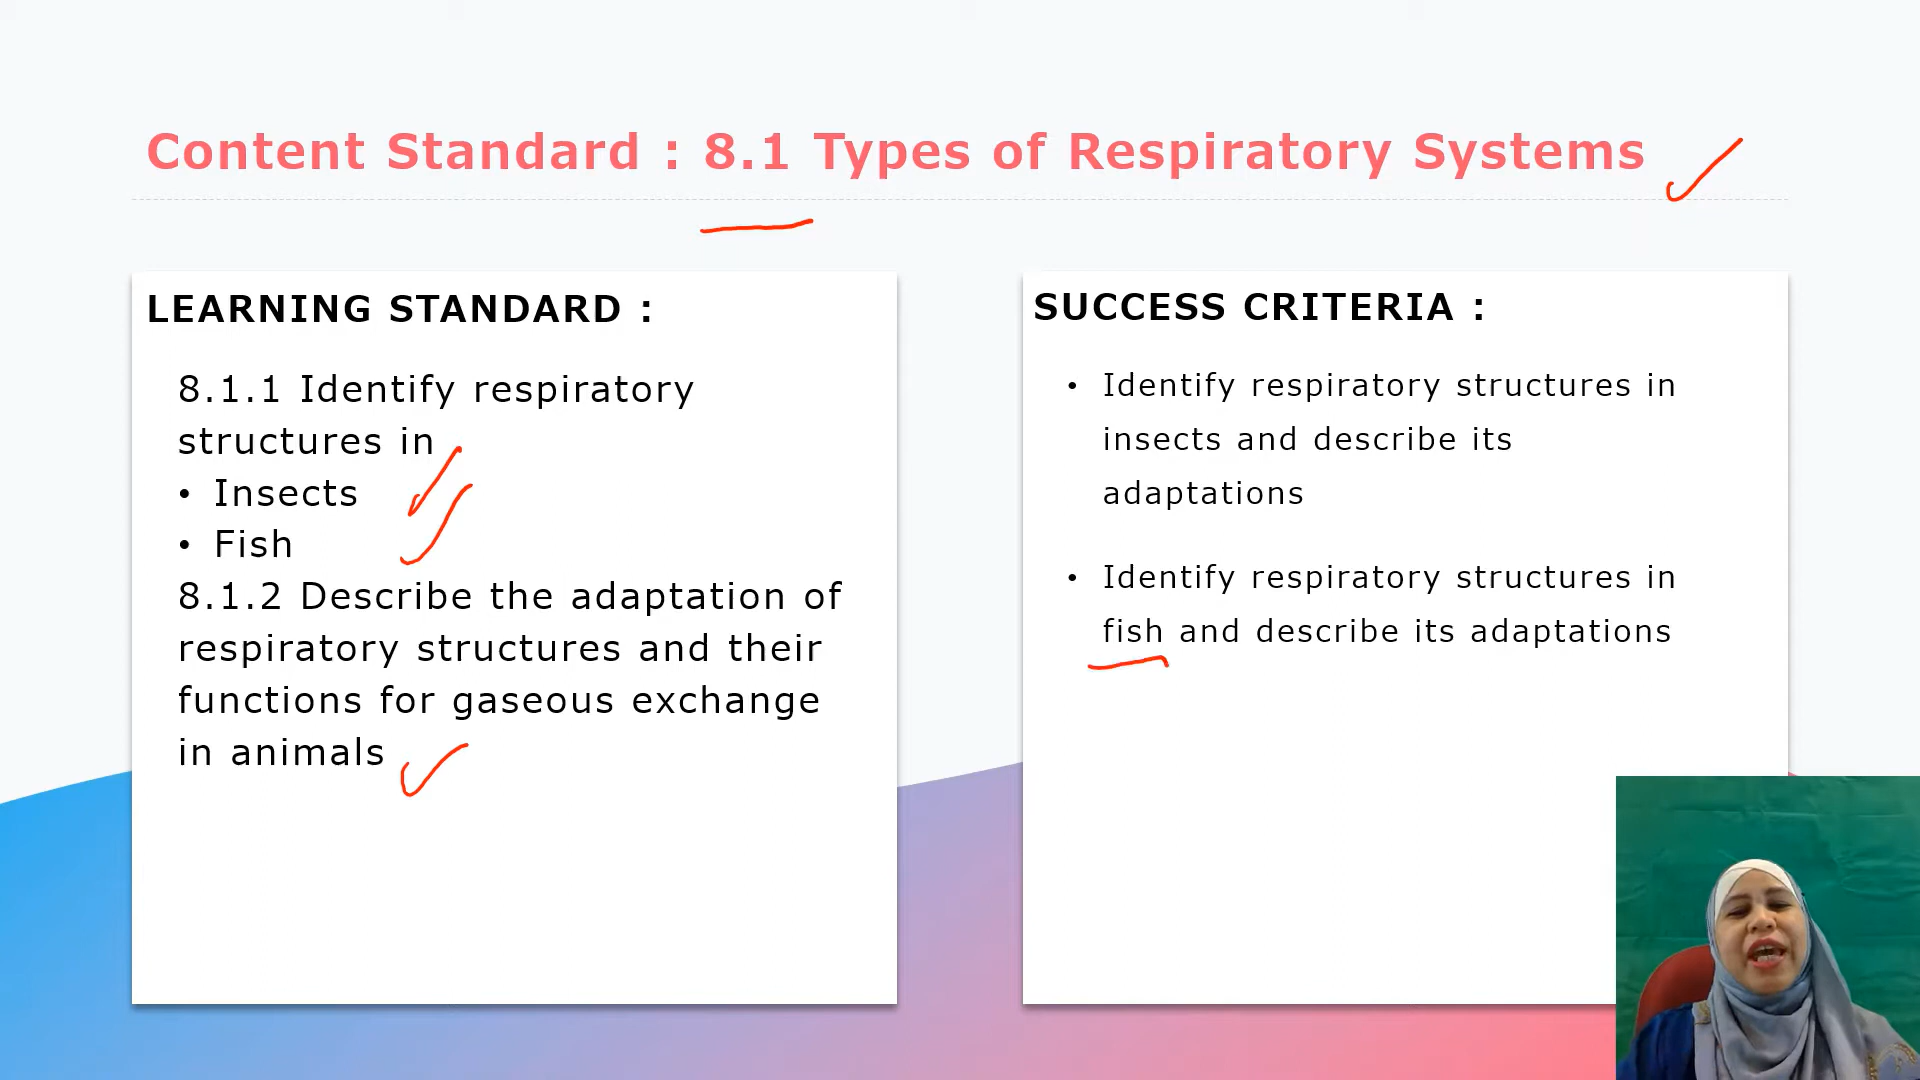 Content Standard : 8.1 Types of Respiratory Systems
LEARNING STANDARD :
8.1.1 Identify respiratory
structures in
• Insects
• Fish
8.1.2 Describe the adaptation of
respiratory structures and their
functions for gaseous exchange
in animals
SUCCESS CRITERIA :
• Identify respiratory structures in
insects and describe its
adaptations
• Identify respiratory structures in
fish and describe its adaptations